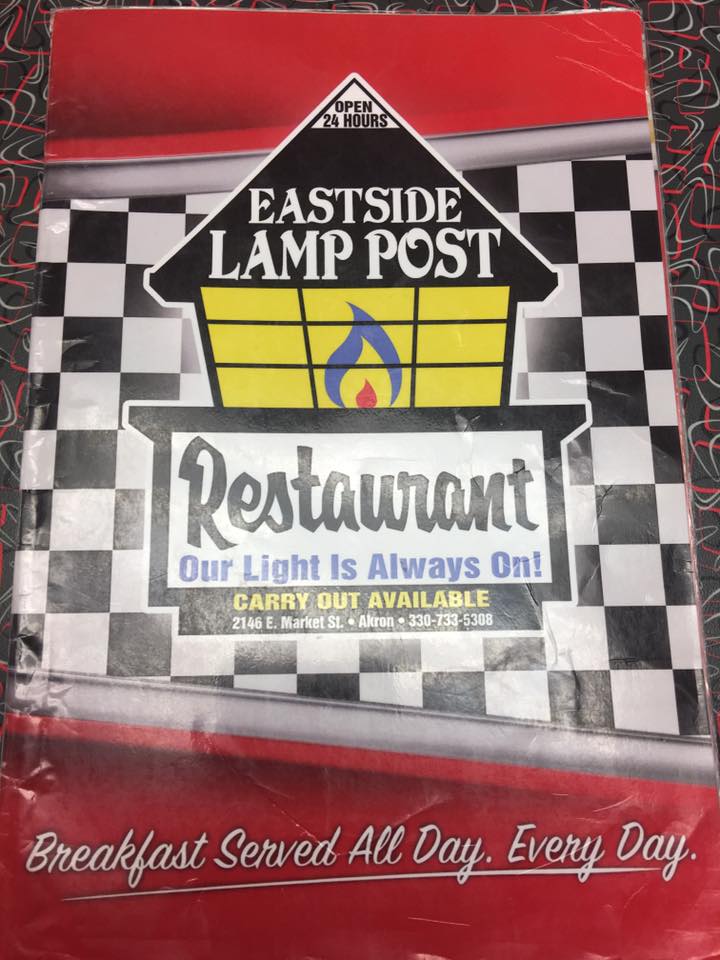 OPEN
24 HOURS
EASTSIDE
LAMP POST
Restaurant
Our Light Is Always On!
CARRY OUT AVAILABLE
2146 E. Market St. • Akron • 330-733-5308
Breakfast Served All Day. Every Day.